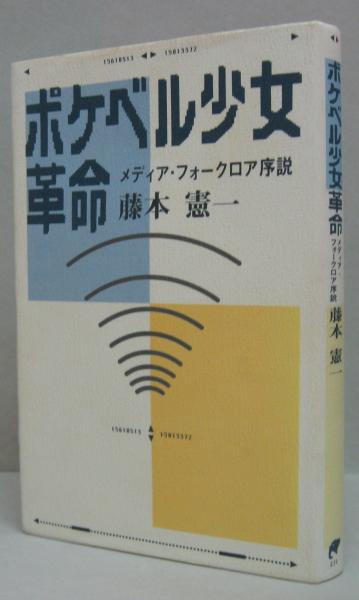 15618513 ◀▶ 15813572
ポケベル少女
革命
メディア・フォークロア序説
藤本 憲一
15618513 15813572
ポケベル少女革命
メディア・
フォークロア序説
藤本 憲一